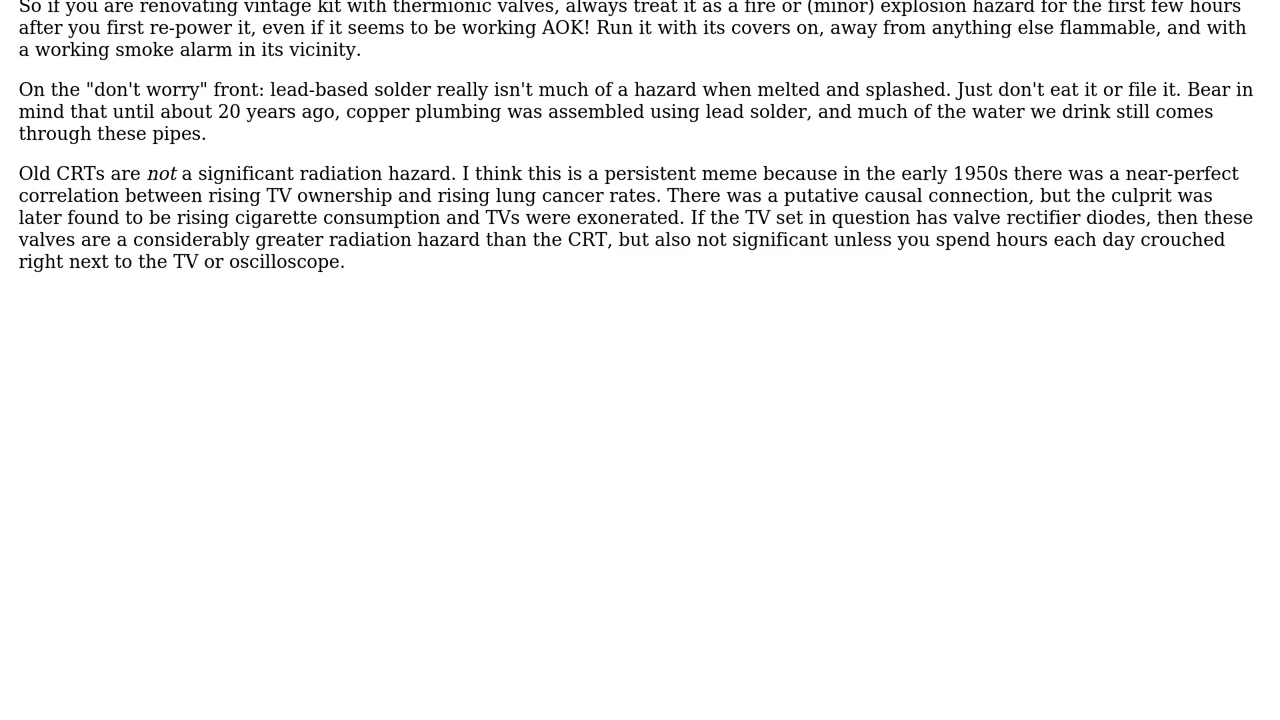 So if you are renovating vintage kit with thermionic valves, always treat it as a fire or (minor) explosion hazard for the first few hours
after you first re-power it, even if it seems to be working AOK! Run it with its covers on, away from anything else flammable, and with
a working smoke alarm in its vicinity.
On the "don't worry" front: lead-based solder really isn't much of a hazard when melted and splashed. Just don't eat it or file it. Bear in
mind that until about 20 years ago, copper plumbing was assembled using lead solder, and much of the water we drink still comes
through these pipes.
Old CRTs are not a significant radiation hazard. I think this is a persistent meme because in the early 1950s there was a near-perfect
correlation between rising TV ownership and rising lung cancer rates. There was a putative causal connection, but the culprit was
later found to be rising cigarette consumption and TVs were exonerated. If the TV set in question has valve rectifier diodes, then these
valves are a considerably greater radiation hazard than the CRT, but also not significant unless you spend hours each day crouched
right next to the TV or oscilloscope.